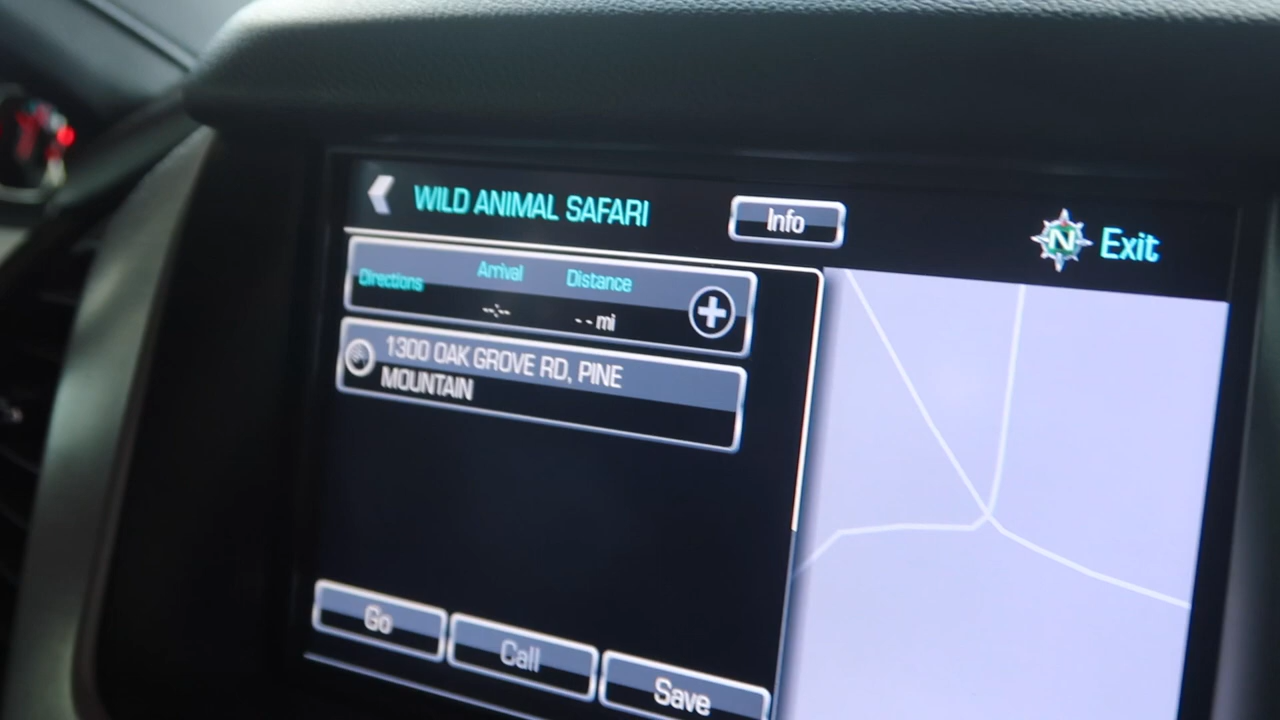 WILD ANIMAL SAFARI
Info
N
Exit
Directions
Arrival
Distance
--:--
-- mi
1300 OAK GROVE RD, PINE
MOUNTAIN
Go
Call
Save